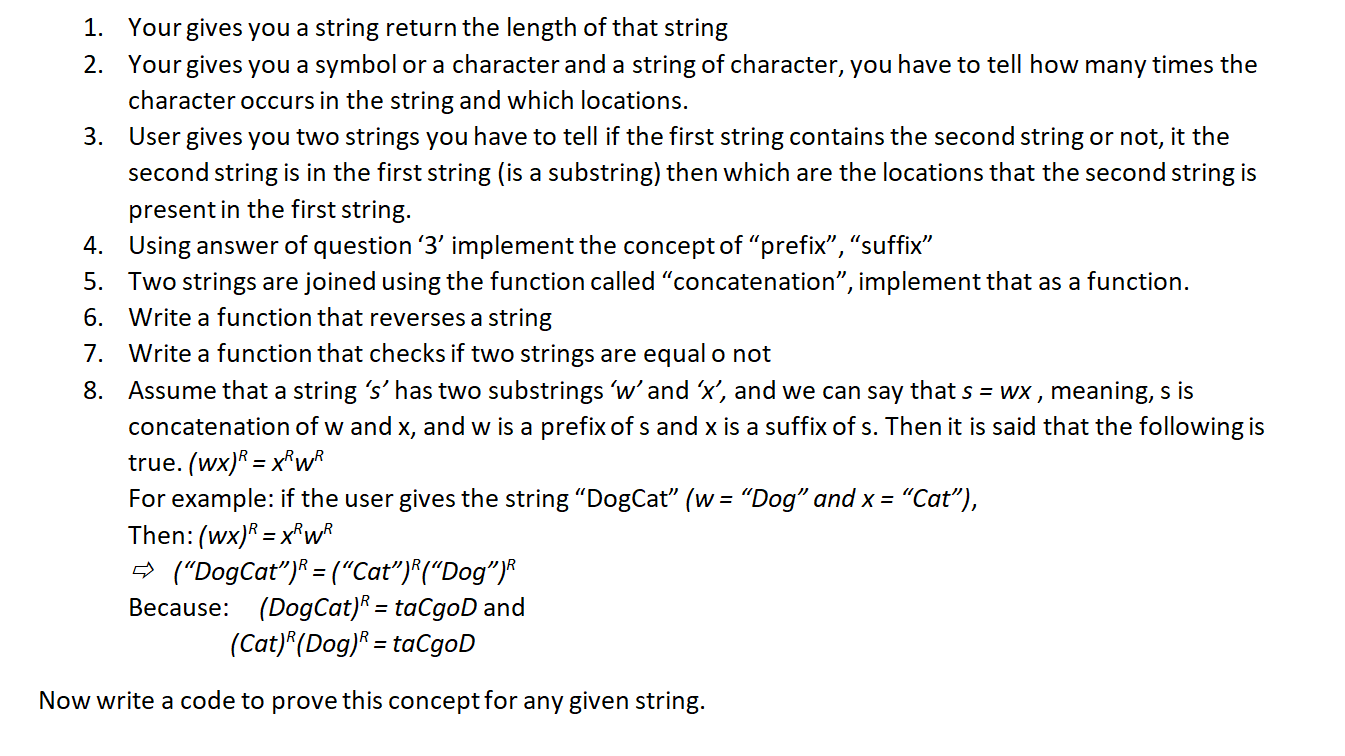 1. Your gives you a string return the length of that string
2. Your gives you a symbol or a character and a string of character, you have to tell how many times the
character occurs in the string and which locations.
3. User gives you two strings you have to tell if the first string contains the second string or not, it the
second string is in the first string (is a substring) then which are the locations that the second string is
present in the first string.
4. Using answer of question ‘3’ implement the concept of “prefix”, “suffix”
5. Two strings are joined using the function called “concatenation”, implement that as a function.
6. Write a function that reverses a string
7. Write a function that checks if two strings are equal o not
8. Assume that a string ‘s’ has two substrings ‘w’ and ‘x’, and we can say that s = wx , meaning, s is
concatenation of w and x, and w is a prefix of s and x is a suffix of s. Then it is said that the following is
true. (wx)ᴿ = xᴿwᴿ
For example: if the user gives the string “DogCat” (w = “Dog” and x = “Cat”),
Then: (wx)ᴿ = xᴿwᴿ
⇨ (“DogCat”)ᴿ = (“Cat”)ᴿ(“Dog”)ᴿ
Because: (DogCat)ᴿ = taCgoD and
(Cat)ᴿ(Dog)ᴿ = taCgoD
Now write a code to prove this concept for any given string.